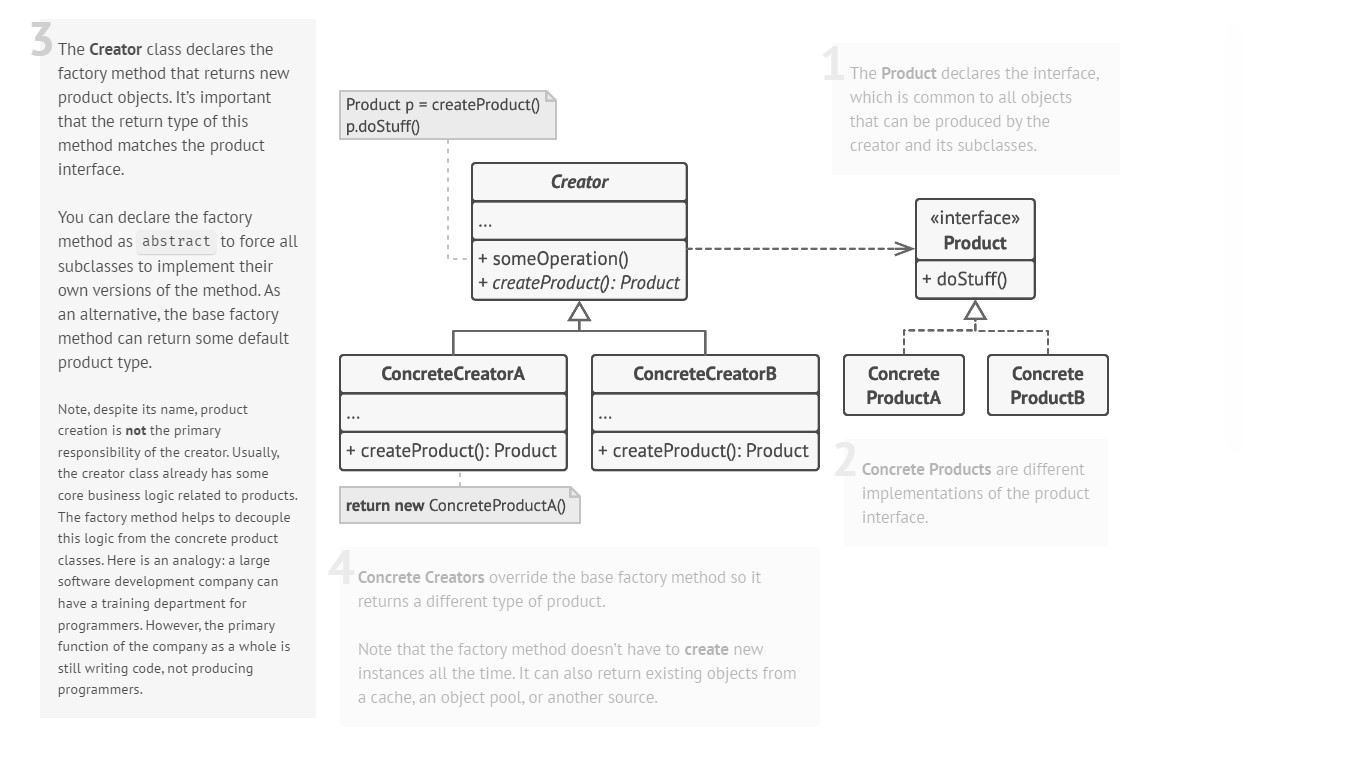 3
The Creator class declares the
factory method that returns new
product objects. It’s important
that the return type of this
method matches the product
interface.
You can declare the factory
method as abstract to force all
subclasses to implement their
own versions of the method. As
an alternative, the base factory
method can return some default
product type.
Note, despite its name, product
creation is not the primary
responsibility of the creator. Usually,
the creator class already has some
core business logic related to products.
The factory method helps to decouple
this logic from the concrete product
classes. Here is an analogy: a large
software development company can
have a training department for
programmers. However, the primary
function of the company as a whole is
still writing code, not producing
programmers.
Product p = createProduct()
p.doStuff()
Creator
...
+ someOperation()
+ createProduct(): Product
ConcreteCreatorA
...
+ createProduct(): Product
ConcreteCreatorB
...
+ createProduct(): Product
return new ConcreteProductA()
1
The Product declares the interface,
which is common to all objects
that can be produced by the
creator and its subclasses.
«interface»
Product
+ doStuff()
Concrete
ProductA
Concrete
ProductB
2
Concrete Products are different
implementations of the product
interface.
4
Concrete Creators override the base factory method so it
returns a different type of product.
Note that the factory method doesn’t have to create new
instances all the time. It can also return existing objects from
a cache, an object pool, or another source.